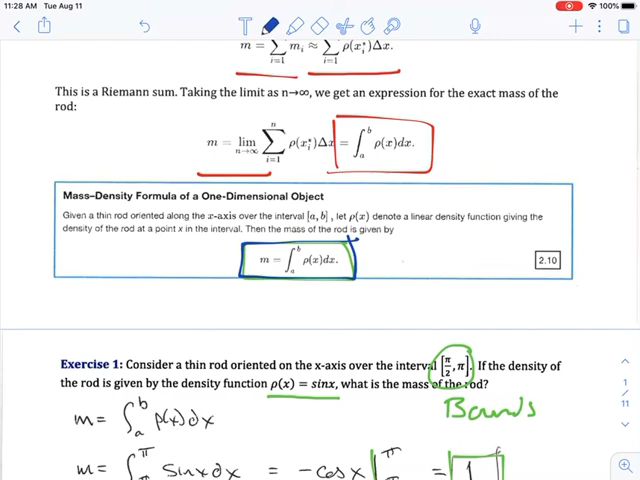 11:28 AM Tue Aug 11
100%
m = ∑ i=1 mᵢ ≈ ∑ i=1 ρ(xᵢ*)Δx.
This is a Riemann sum. Taking the limit as n→∞, we get an expression for the exact mass of the
rod:
m = lim n→∞ ∑ i=1 n ρ(xᵢ*)Δx = ∫ₐᵇ ρ(x)dx.
Mass–Density Formula of a One-Dimensional Object
Given a thin rod oriented along the x-axis over the interval [a, b], let ρ(x) denote a linear density function giving the
density of the rod at a point x in the interval. Then the mass of the rod is given by
m = ∫ₐᵇ ρ(x)dx.
2.10
Exercise 1: Consider a thin rod oriented on the x-axis over the interval [π/2, π]. If the density of
the rod is given by the density function ρ(x) = sinx, what is the mass of the rod?
Bounds
m = ∫ₐᵇ ρ(x)dx
m = ∫ π sinx dx = -cosx | π = 1
1
11